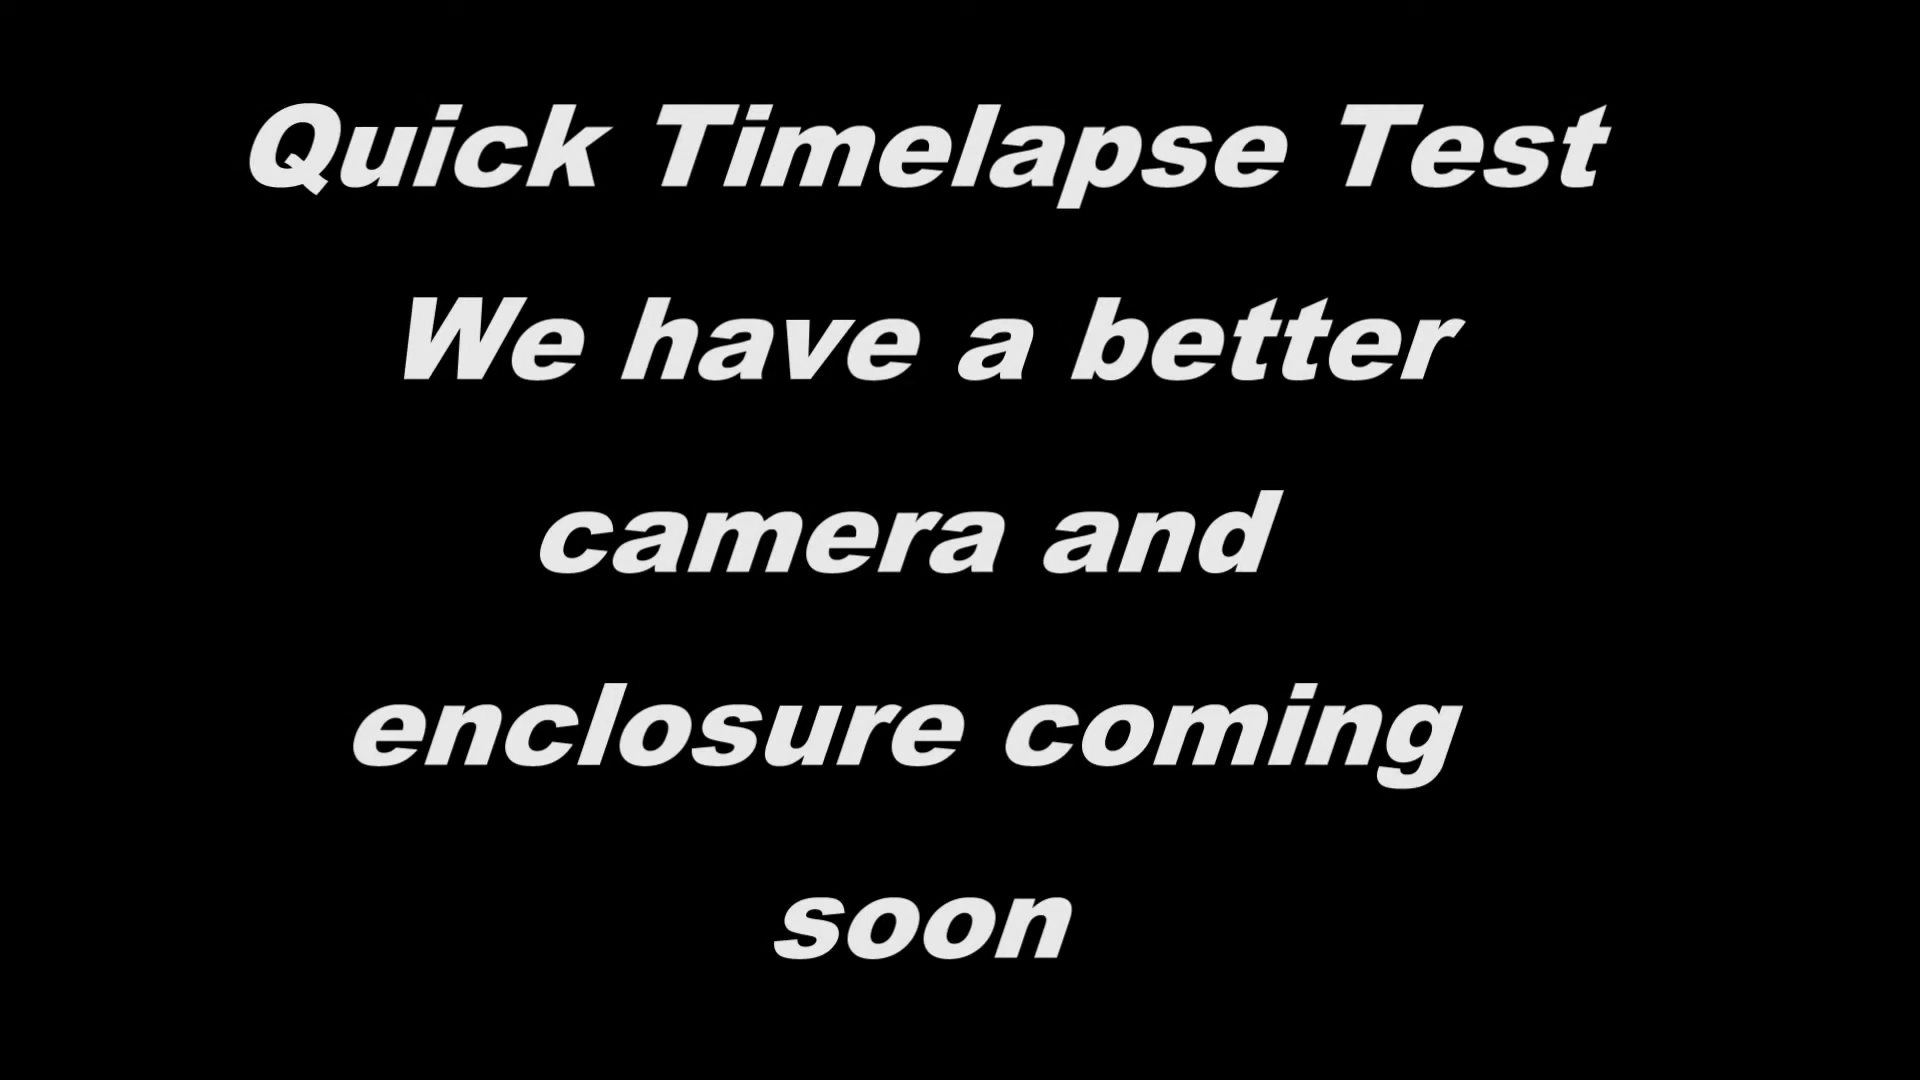 Quick Timelapse Test
We have a better
camera and
enclosure coming
soon